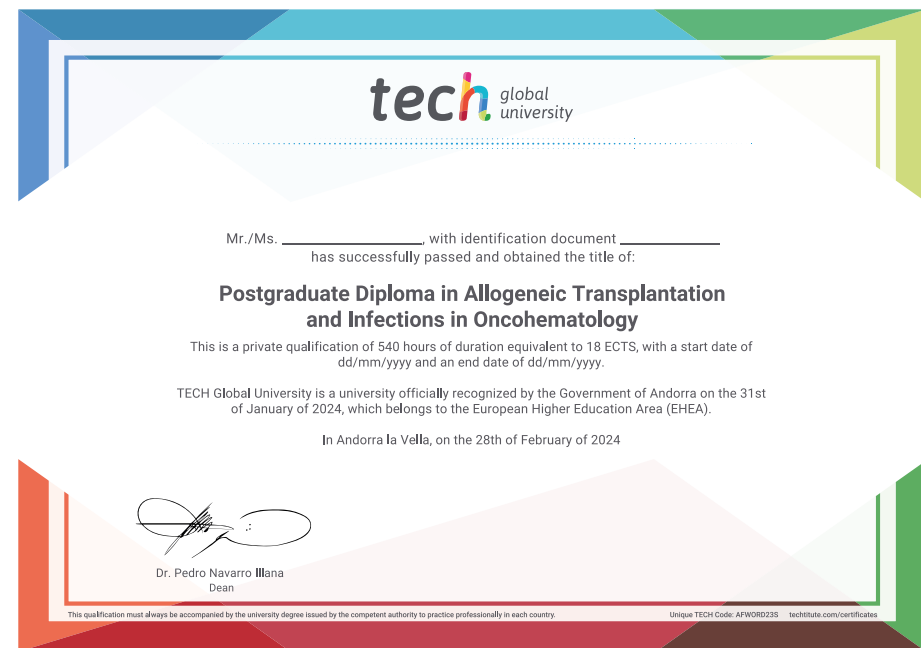 tech global
university
Mr./Ms. ____________________, with identification document ______________
has successfully passed and obtained the title of:
Postgraduate Diploma in Allogeneic Transplantation
and Infections in Oncohematology
This is a private qualification of 540 hours of duration equivalent to 18 ECTS, with a start date of
dd/mm/yyyy and an end date of dd/mm/yyyy.
TECH Global University is a university officially recognized by the Government of Andorra on the 31st
of January of 2024, which belongs to the European Higher Education Area (EHEA).
In Andorra la Vella, on the 28th of February of 2024
Dr. Pedro Navarro Illana
Dean
This qualification must always be accompanied by the university degree issued by the competent authority to practice professionally in each country. Unique TECH Code: AFWORD23S techtitute.com/certificates